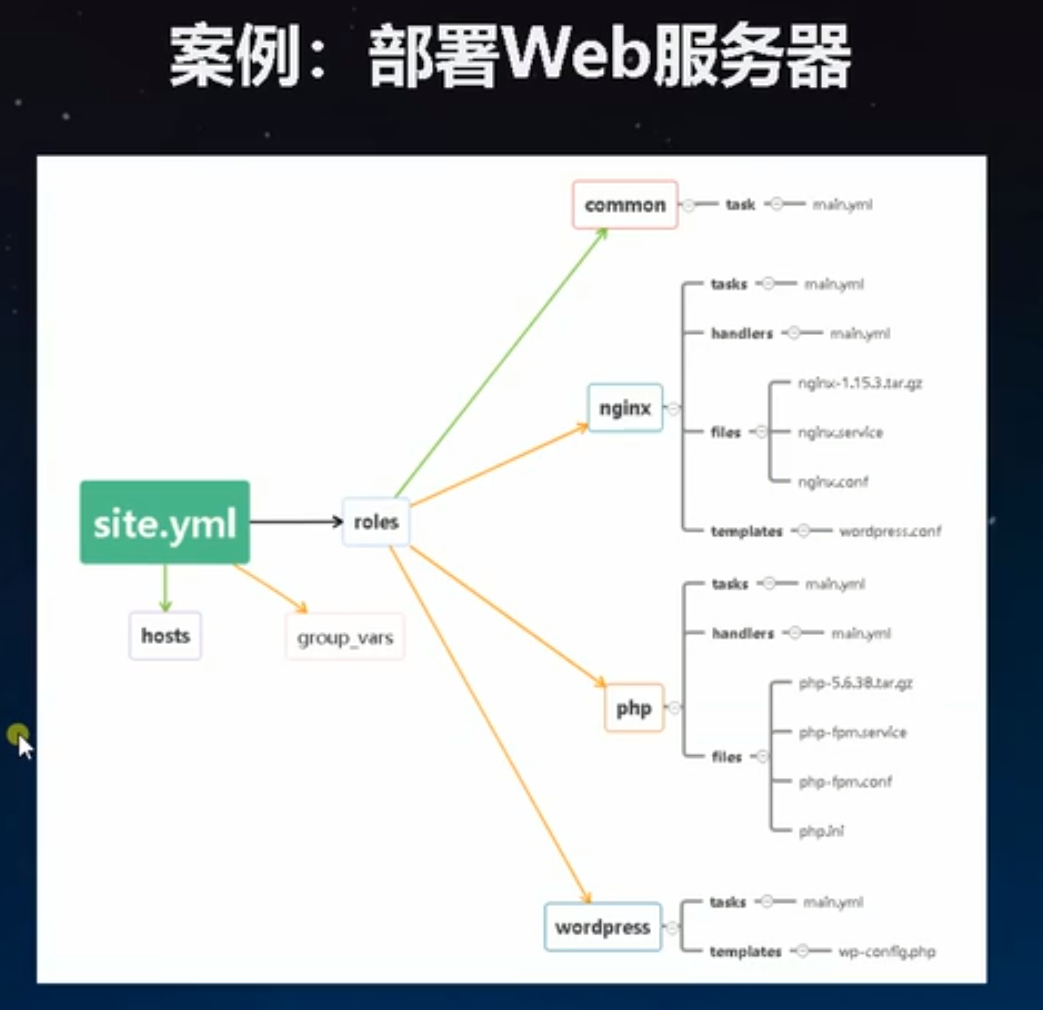 案例：部署Web服务器
common
task
main.yml
tasks
main.yml
handlers
main.yml
nginx
files
nginx-1.15.3.tar.gz
nginx.service
nginx.conf
templates
wordpress.conf
site.yml
roles
hosts
group_vars
tasks
main.yml
handlers
main.yml
php
files
php-5.6.38.tar.gz
php-fpm.service
php-fpm.conf
php.ini
wordpress
tasks
main.yml
templates
wp-config.php